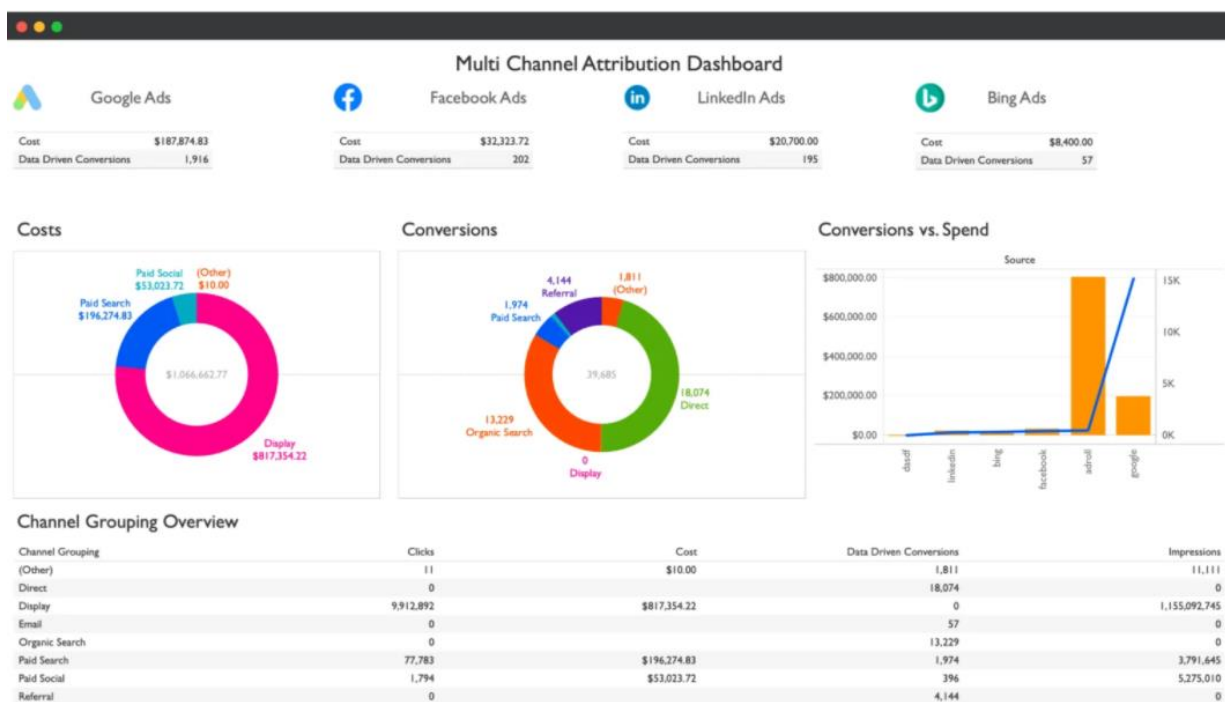 Multi Channel Attribution Dashboard
Google Ads
Cost $187,874.83
Data Driven Conversions 1,916
Facebook Ads
Cost $32,323.72
Data Driven Conversions 202
in LinkedIn Ads
Cost $20,700.00
Data Driven Conversions 195
Bing Ads
Cost $8,400.00
Data Driven Conversions 57
Costs
Paid Social
$53,023.72
(Other)
$10.00
Paid Search
$196,274.83
$1,066,662.77
Display
$817,354.22
Conversions
4,144
Referral
1,811
(Other)
1,974
Paid Search
39,685
18,074
Direct
13,229
Organic Search
0
Display
Conversions vs. Spend
Source
$800,000.00
$600,000.00
$400,000.00
$200,000.00
$0.00
15K
10K
5K
0K
dasdf
linkedin
bing
facebook
adroll
google
Channel Grouping Overview
Channel Grouping Clicks Cost Data Driven Conversions Impressions
(Other) 11 $10.00 1,811 11,111
Direct 0 18,074 0
Display 9,912,892 $817,354.22 0 1,155,092,745
Email 0 57 0
Organic Search 0 13,229 0
Paid Search 77,783 $196,274.83 1,974 3,791,645
Paid Social 1,794 $53,023.72 396 5,275,010
Referral 0 4,144 0